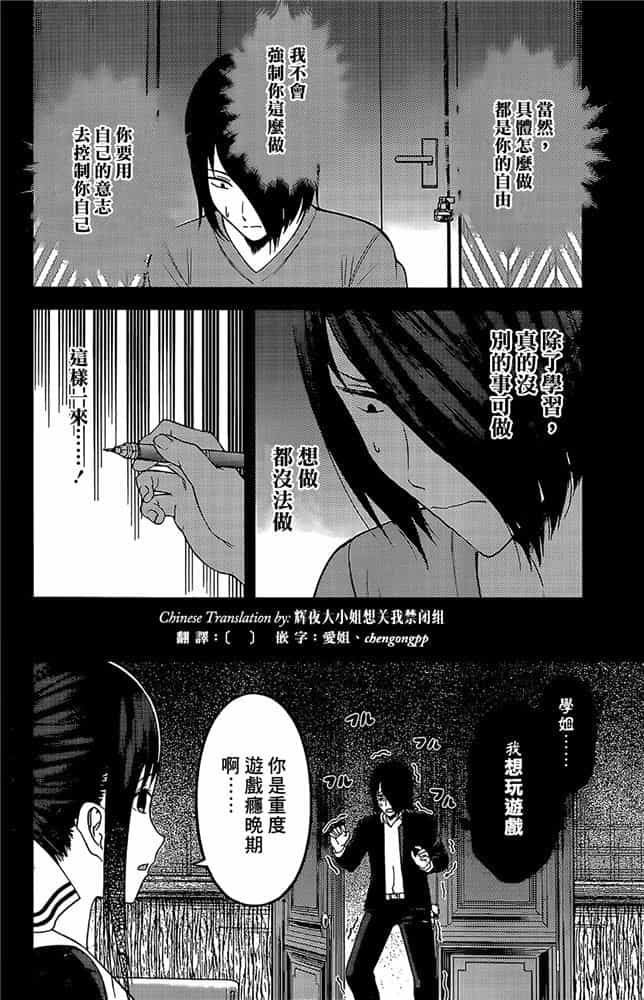 當然，
具體怎麼做
都是你的自由
我不會
強制你這麼做
你要用
自己的意志
去控制你自己
除了學習，
真的沒
別的事可做
想做
都沒法做
這樣一來……！
Chinese Translation by: 辉夜大小姐想关我禁闭组
翻譯：〔　〕　嵌字：愛姐、chengongpp
學姐……
我想玩遊戲
フル
フル
フル
フル
你是重度
遊戲癮晚期
啊……